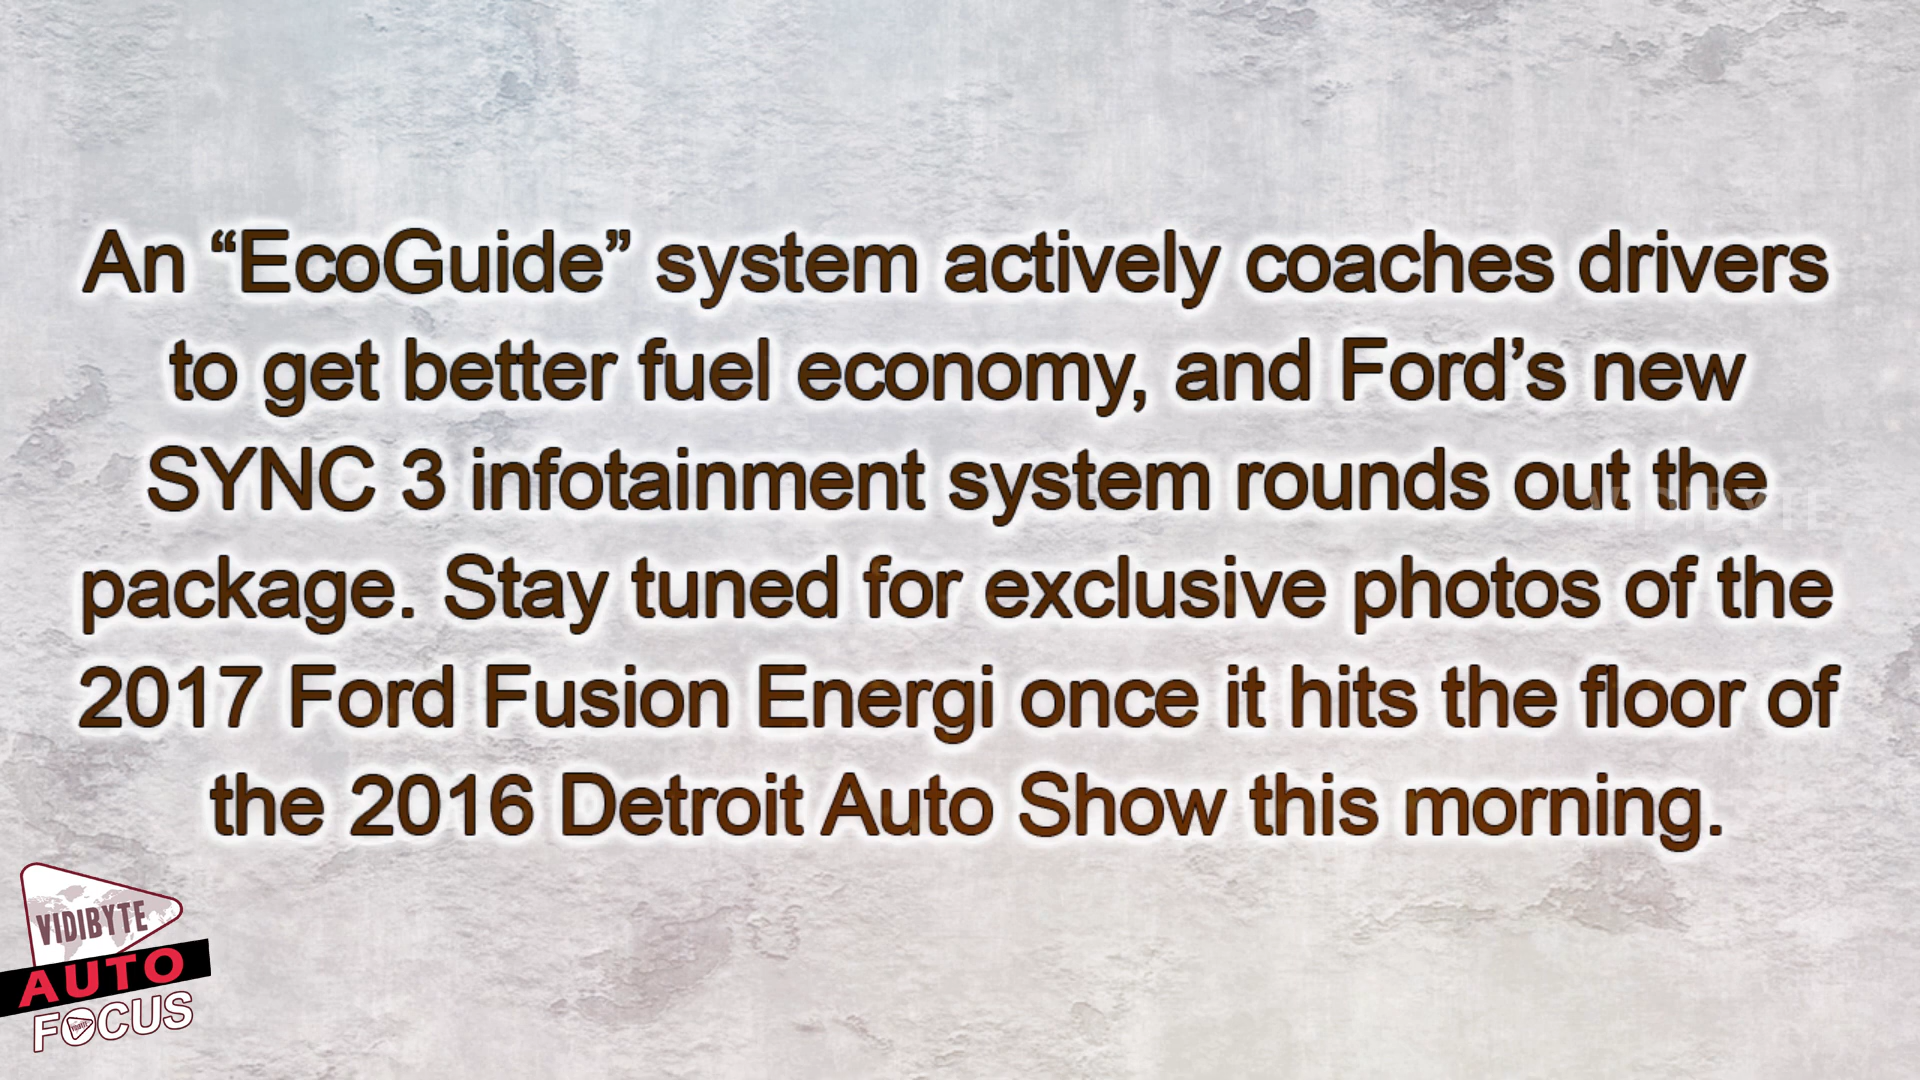 An “EcoGuide” system actively coaches drivers
to get better fuel economy, and Ford’s new
SYNC 3 infotainment system rounds out the
package. Stay tuned for exclusive photos of the
2017 Ford Fusion Energi once it hits the floor of
the 2016 Detroit Auto Show this morning.
VIDIBYTE
VIDIBYTE
AUTO
FOCUS